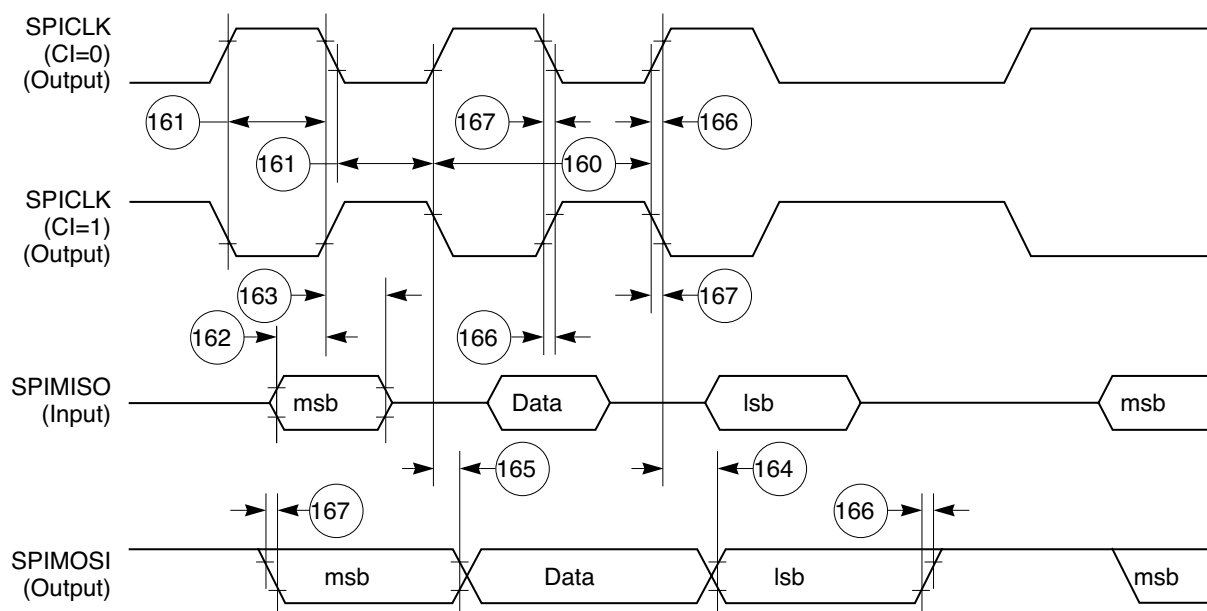 SPICLK
(CI=0)
(Output)
161
167
166
161
160
SPICLK
(CI=1)
(Output)
163
167
162
166
SPIMISO
(Input)
msb
Data
lsb
msb
165
164
167
166
SPIMOSI
(Output)
msb
Data
lsb
msb